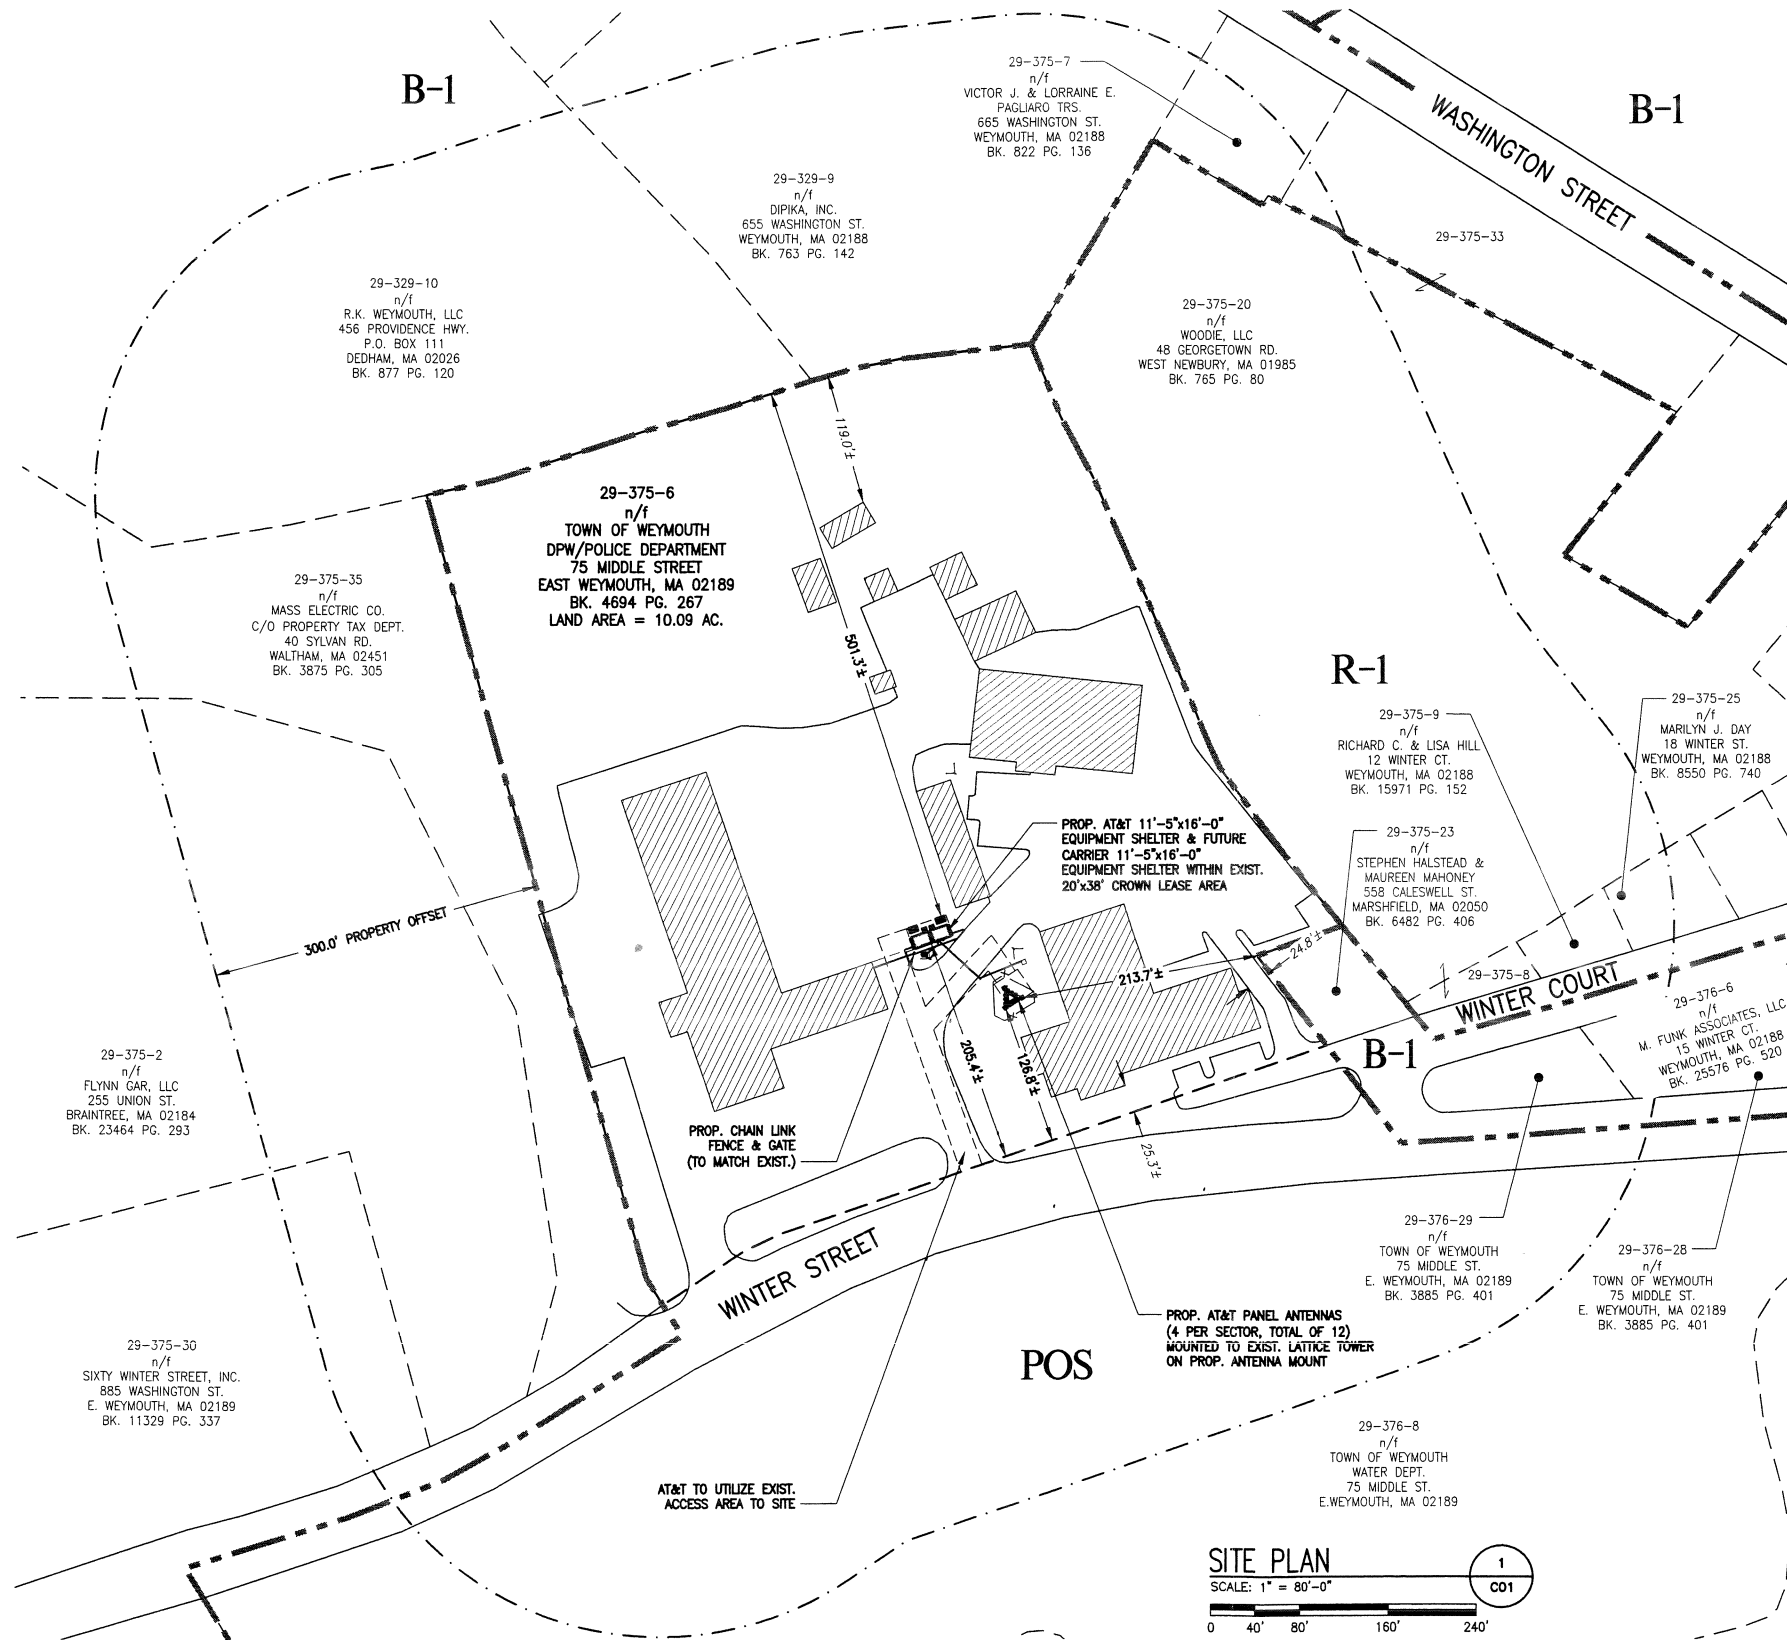 B-1
29-375-7
n/f
VICTOR J. & LORRAINE E.
PAGLIARO TRS.
665 WASHINGTON ST.
WEYMOUTH, MA 02188
BK. 822 PG. 136
B-1
WASHINGTON STREET
29-329-9
n/f
DIPIKA, INC.
655 WASHINGTON ST.
WEYMOUTH, MA 02188
BK. 763 PG. 142
29-375-33
29-329-10
n/f
R.K. WEYMOUTH, LLC
456 PROVIDENCE HWY.
P.O. BOX 111
DEDHAM, MA 02026
BK. 877 PG. 120
29-375-20
n/f
WOODIE, LLC
48 GEORGETOWN RD.
WEST NEWBURY, MA 01985
BK. 765 PG. 80
119.0'±
29-375-6
n/f
TOWN OF WEYMOUTH
DPW/POLICE DEPARTMENT
75 MIDDLE STREET
EAST WEYMOUTH, MA 02189
BK. 4694 PG. 267
LAND AREA = 10.09 AC.
29-375-35
n/f
MASS ELECTRIC CO.
C/O PROPERTY TAX DEPT.
40 SYLVAN RD.
WALTHAM, MA 02451
BK. 3875 PG. 305
501.3'±
R-1
29-375-25
n/f
MARILYN J. DAY
18 WINTER ST.
WEYMOUTH, MA 02188
BK. 8550 PG. 740
29-375-9
n/f
RICHARD C. & LISA HILL
12 WINTER CT.
WEYMOUTH, MA 02188
BK. 15971 PG. 152
PROP. AT&T 11'-5"x16'-0"
EQUIPMENT SHELTER & FUTURE
CARRIER 11'-5"x16'-0"
EQUIPMENT SHELTER WITHIN EXIST.
20'x38' CROWN LEASE AREA
29-375-23
n/f
STEPHEN HALSTEAD &
MAUREEN MAHONEY
558 CALESWELL ST.
MARSHFIELD, MA 02050
BK. 6482 PG. 406
300.0' PROPERTY OFFSET
24.8'±
213.7'±
29-375-8
WINTER COURT
29-376-6
n/f
M. FUNK ASSOCIATES, LLC
15 WINTER CT.
WEYMOUTH, MA 02188
BK. 25576 PG. 520
B-1
205.4'±
126.8'±
29-375-2
n/f
FLYNN GAR, LLC
255 UNION ST.
BRAINTREE, MA 02184
BK. 23464 PG. 293
PROP. CHAIN LINK
FENCE & GATE
(TO MATCH EXIST.)
25.3'±
29-376-29
n/f
TOWN OF WEYMOUTH
75 MIDDLE ST.
E. WEYMOUTH, MA 02189
BK. 3885 PG. 401
29-376-28
n/f
TOWN OF WEYMOUTH
75 MIDDLE ST.
E. WEYMOUTH, MA 02189
BK. 3885 PG. 401
WINTER STREET
PROP. AT&T PANEL ANTENNAS
(4 PER SECTOR, TOTAL OF 12)
MOUNTED TO EXIST. LATTICE TOWER
ON PROP. ANTENNA MOUNT
29-375-30
n/f
SIXTY WINTER STREET, INC.
885 WASHINGTON ST.
E. WEYMOUTH, MA 02189
BK. 11329 PG. 337
POS
29-376-8
n/f
TOWN OF WEYMOUTH
WATER DEPT.
75 MIDDLE ST.
E.WEYMOUTH, MA 02189
AT&T TO UTILIZE EXIST.
ACCESS AREA TO SITE
SITE PLAN
SCALE: 1" = 80'-0"
1
C01
0 40' 80' 160' 240'